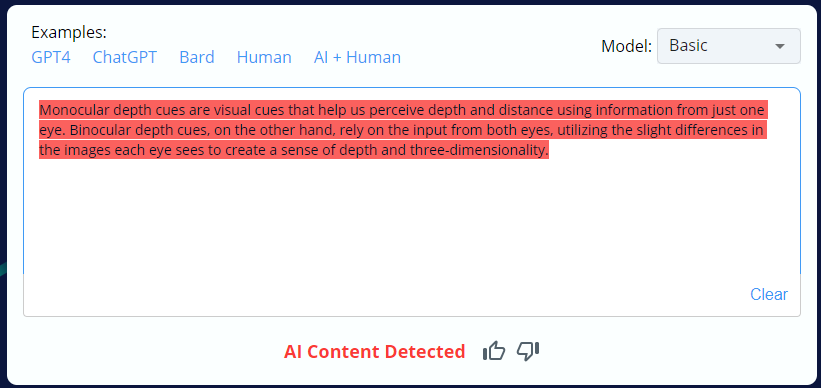 Examples:
GPT4 ChatGPT Bard Human AI + Human
Model: Basic
Monocular depth cues are visual cues that help us perceive depth and distance using information from just one
eye. Binocular depth cues, on the other hand, rely on the input from both eyes, utilizing the slight differences in
the images each eye sees to create a sense of depth and three-dimensionality.
Clear
AI Content Detected